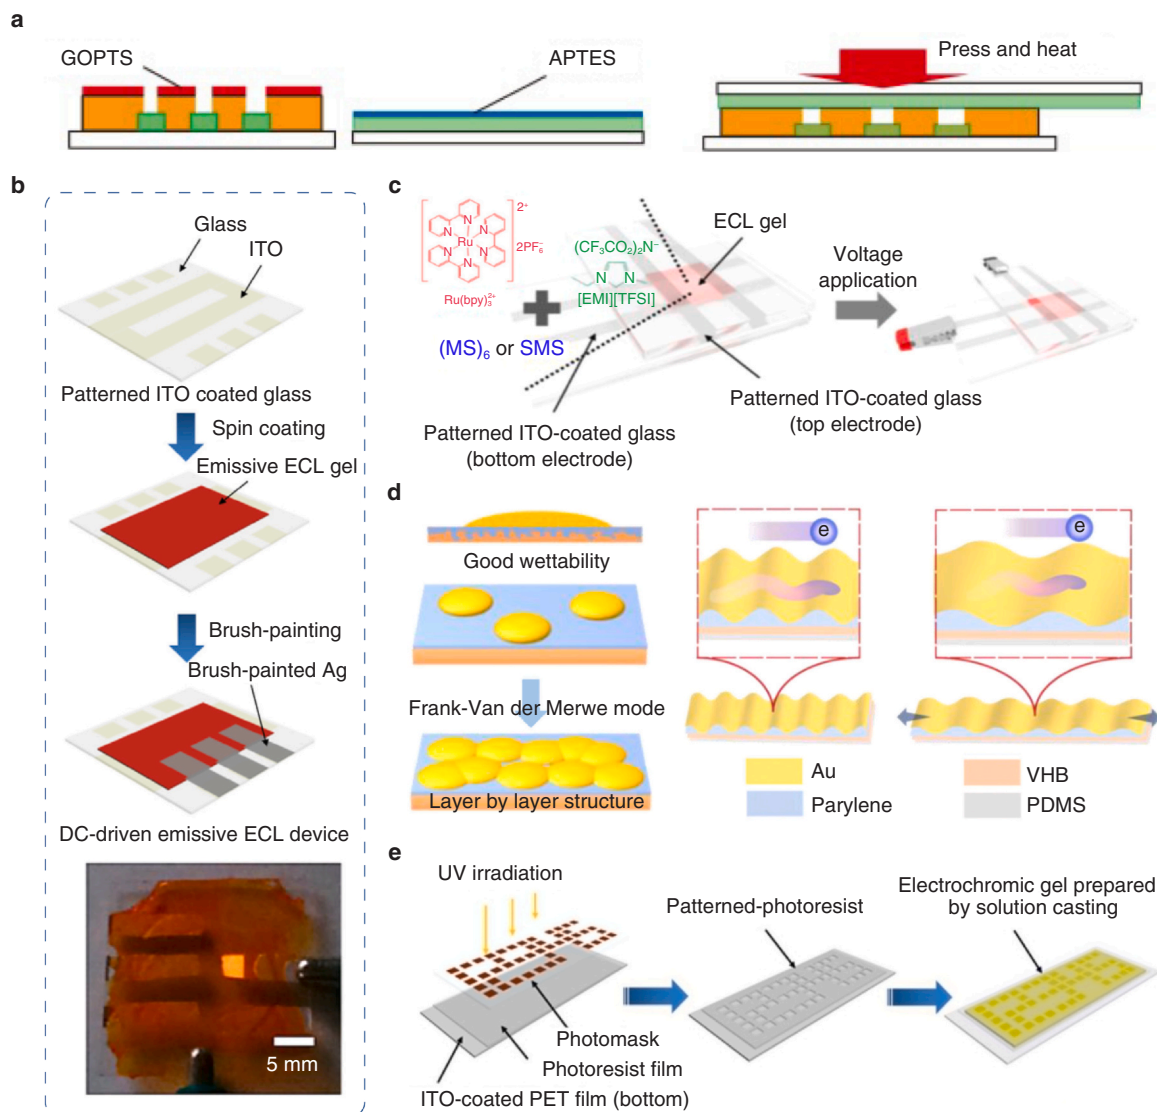 a
GOPTS
APTES
Press and heat
b
Glass
ITO
Patterned ITO coated glass
Spin coating
Emissive ECL gel
Brush-painting
Brush-painted Ag
DC-driven emissive ECL device
5 mm
c
2+
N N
N Ru N
N N
2PF₆⁻
Ru(bpy)₃²⁺
(CF₃CO₂)₂N⁻
N N
[EMI][TFSI]
(MS)₆ or SMS
ECL gel
Voltage
application
Patterned ITO-coated glass
(top electrode)
Patterned ITO-coated glass
(bottom electrode)
d
Good wettability
Frank-Van der Merwe mode
Layer by layer structure
e
e
Au
Parylene
VHB
PDMS
e
UV irradiation
Photomask
Photoresist film
ITO-coated PET film (bottom)
Patterned-photoresist
Electrochromic gel prepared
by solution casting